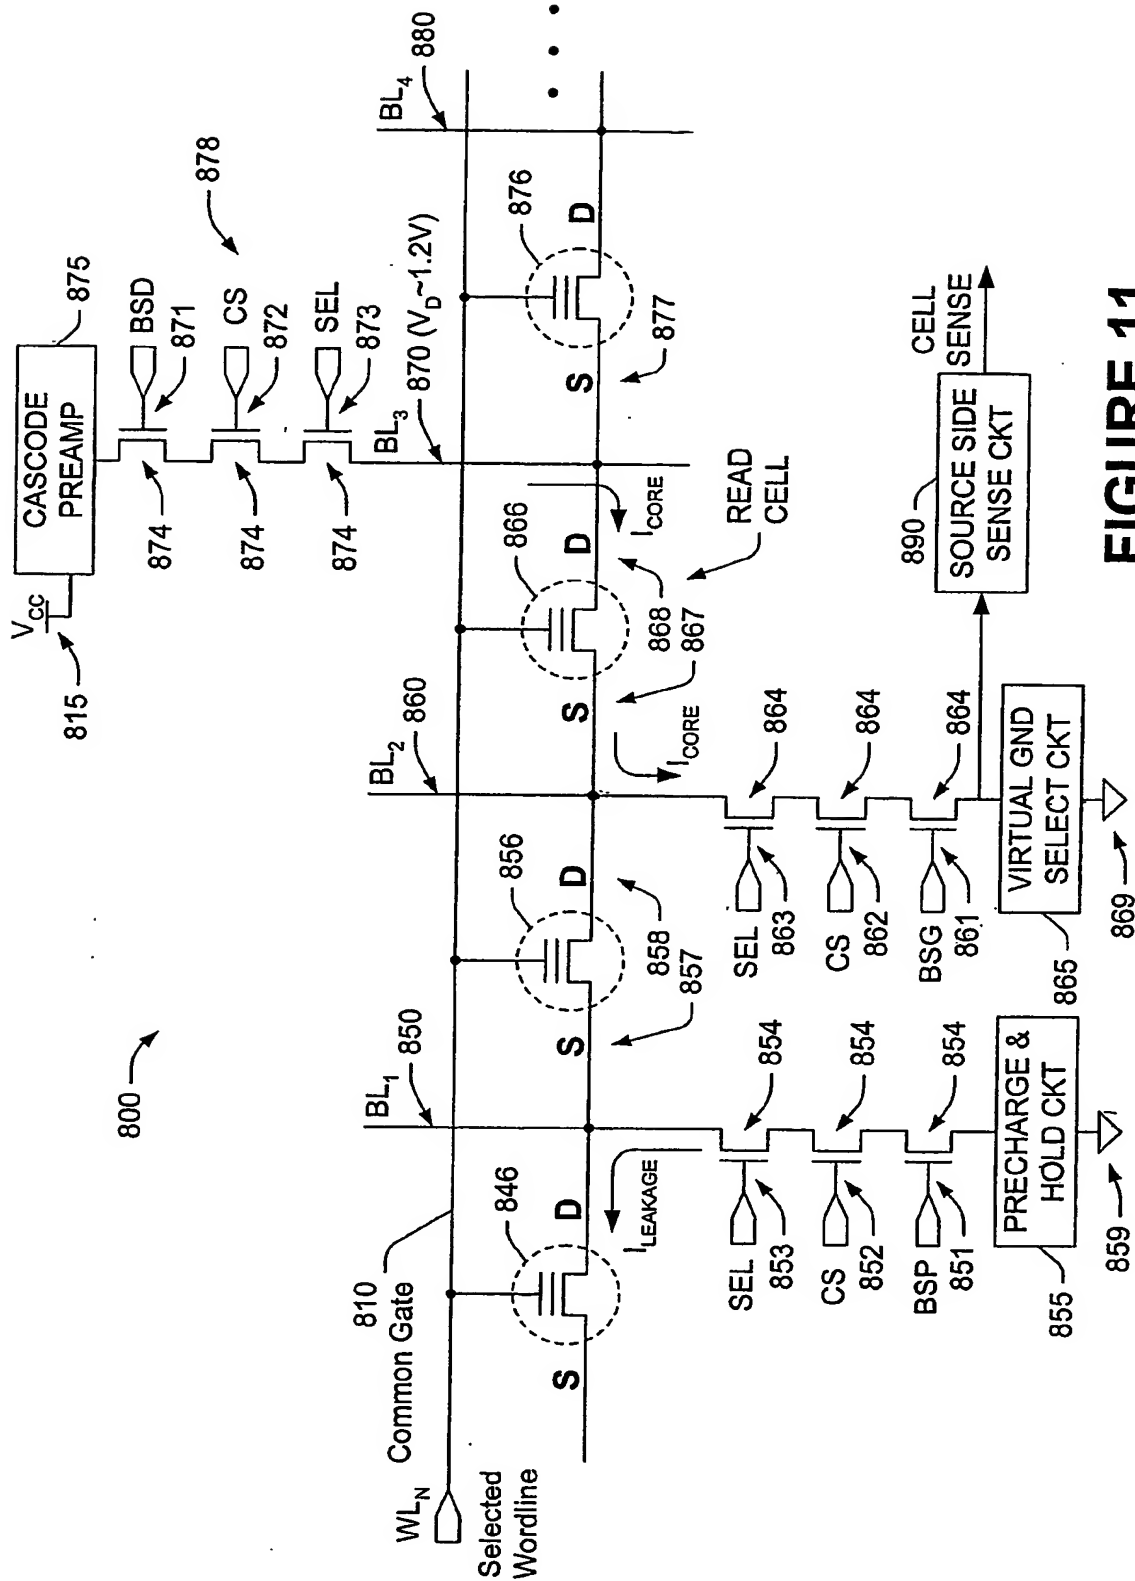 800
VCC
815
CASCODE
PREAMP
875
BSD
871
874
CS
872
874
SEL
873
874
878
WLN
Selected
Wordline
810
Common Gate
BL1
850
BL2
860
BL3
870 (VD~1.2V)
BL4
880
846
856
866
876
S
D
S
D
S
D
S
D
857
858
867
868
877
READ
CELL
ILEAKAGE
ICORE
ICORE
SEL
853
854
CS
852
854
BSP
851
854
PRECHARGE &
HOLD CKT
855
859
SEL
863
864
CS
862
864
BSG
861
864
VIRTUAL GND
SELECT CKT
865
869
890
SOURCE SIDE
SENSE CKT
CELL
SENSE
FIGURE 11